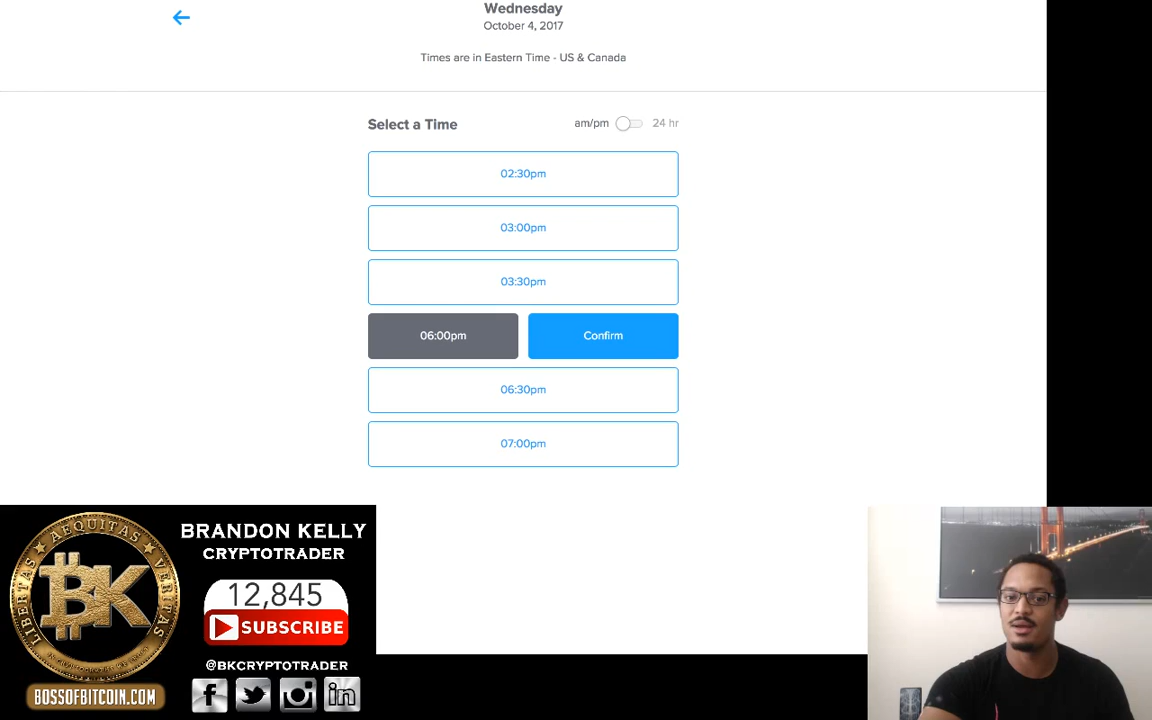 Wednesday
October 4, 2017
Times are in Eastern Time - US & Canada
Select a Time
am/pm 24 hr
02:30pm
03:00pm
03:30pm
06:00pm Confirm
06:30pm
07:00pm
LIBERTAS ★ AEQUITAS ★ VERITAS
BK
BRANDON KELLY
CRYPTOTRADER
12,845
SUBSCRIBE
@BKCRYPTOTRADER
BOSSOFBITCOIN.COM
f
in